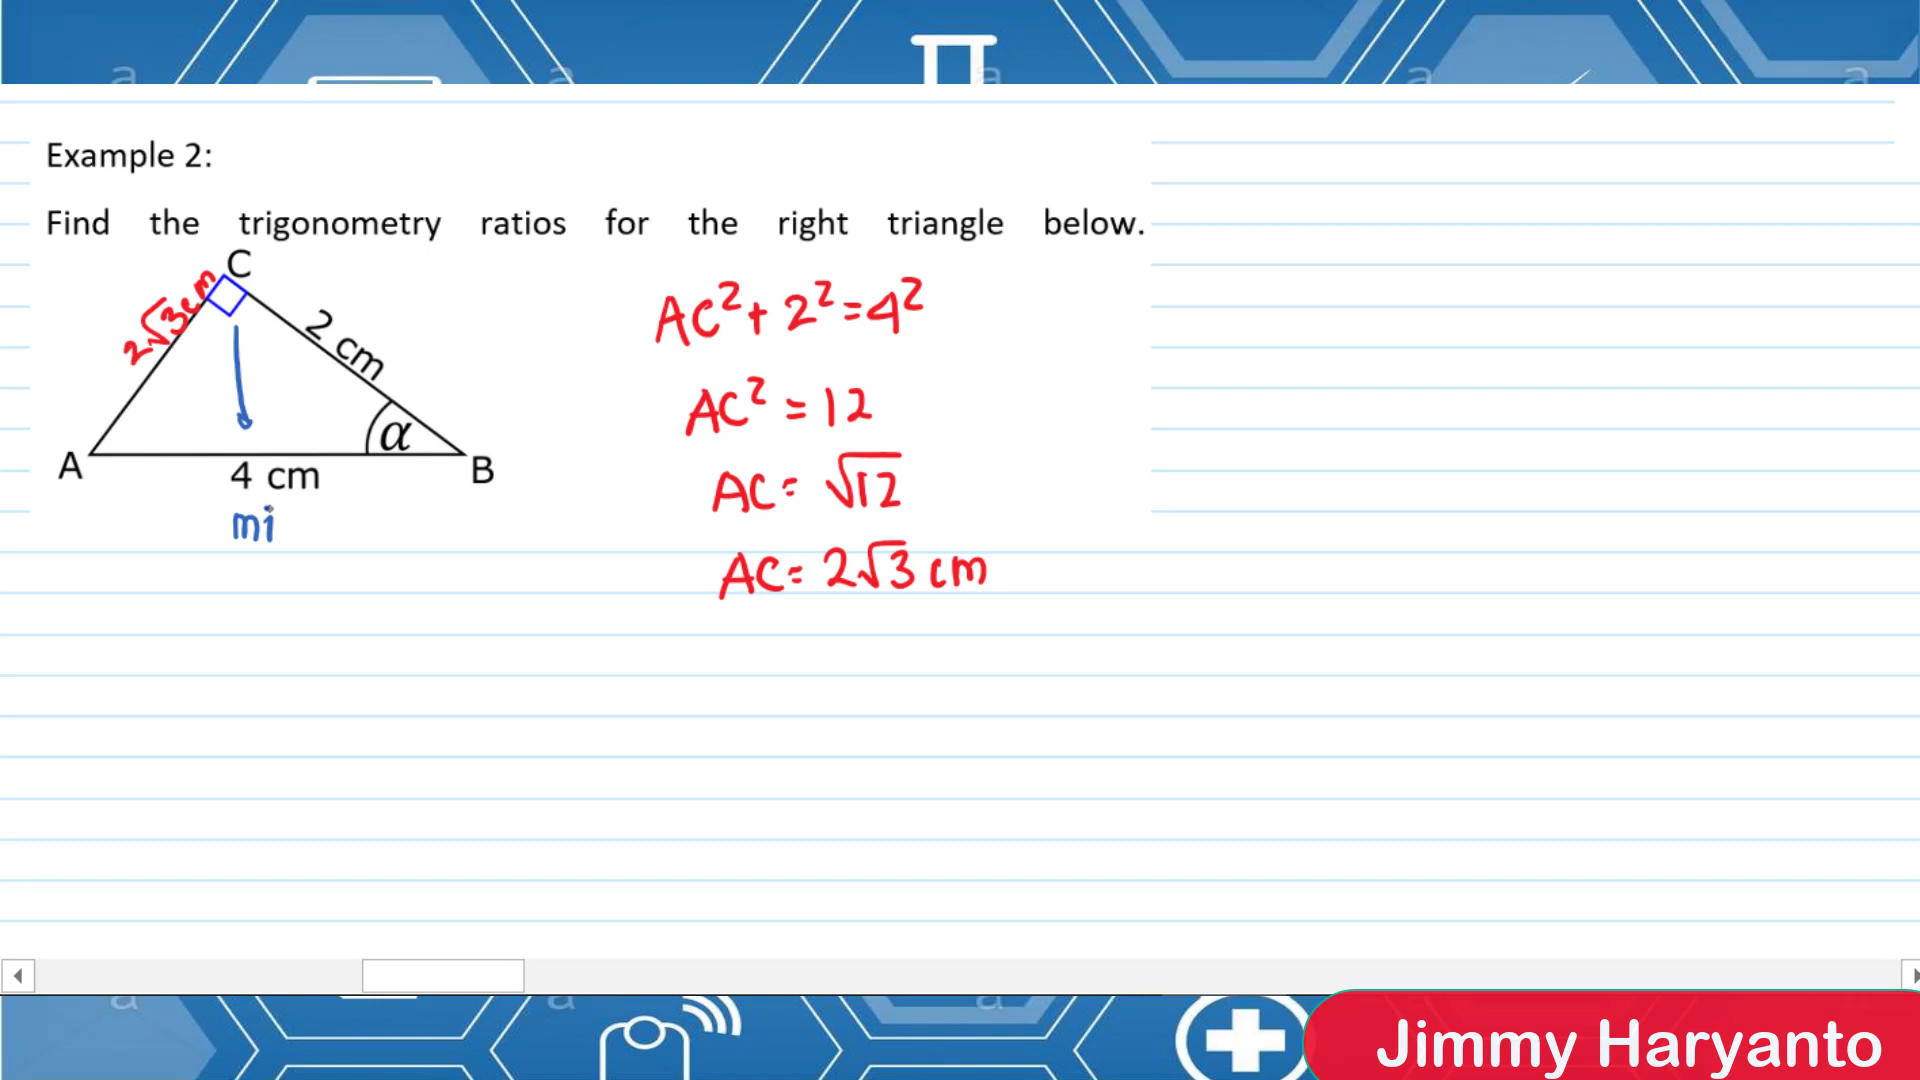 Example 2:
Find the trigonometry ratios for the right triangle below.
C
2√3cm
2 cm
α
A
4 cm
B
mi
AC² + 2² = 4²
AC² = 12
AC = √12
AC = 2√3 cm
a a a a a
a a a
Jimmy Haryanto